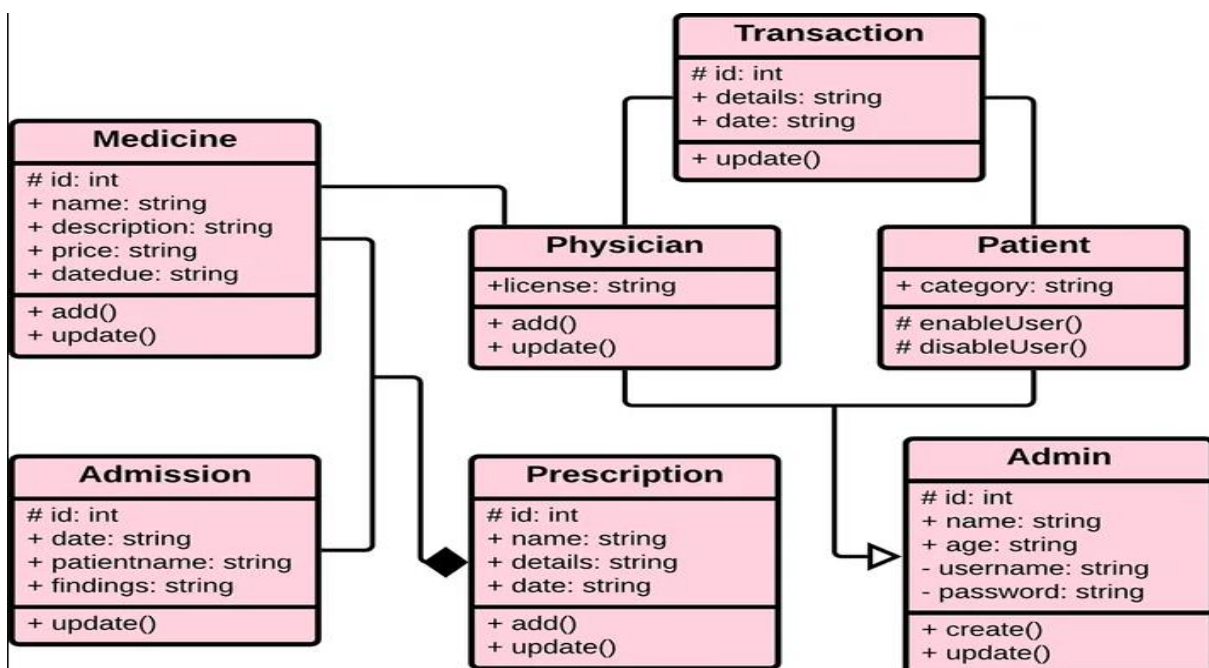 Transaction
# id: int
+ details: string
+ date: string
+ update()
Medicine
# id: int
+ name: string
+ description: string
+ price: string
+ datedue: string
+ add()
+ update()
Physician
+license: string
+ add()
+ update()
Patient
+ category: string
# enableUser()
# disableUser()
Admission
# id: int
+ date: string
+ patientname: string
+ findings: string
+ update()
Prescription
# id: int
+ name: string
+ details: string
+ date: string
+ add()
+ update()
Admin
# id: int
+ name: string
+ age: string
- username: string
- password: string
+ create()
+ update()